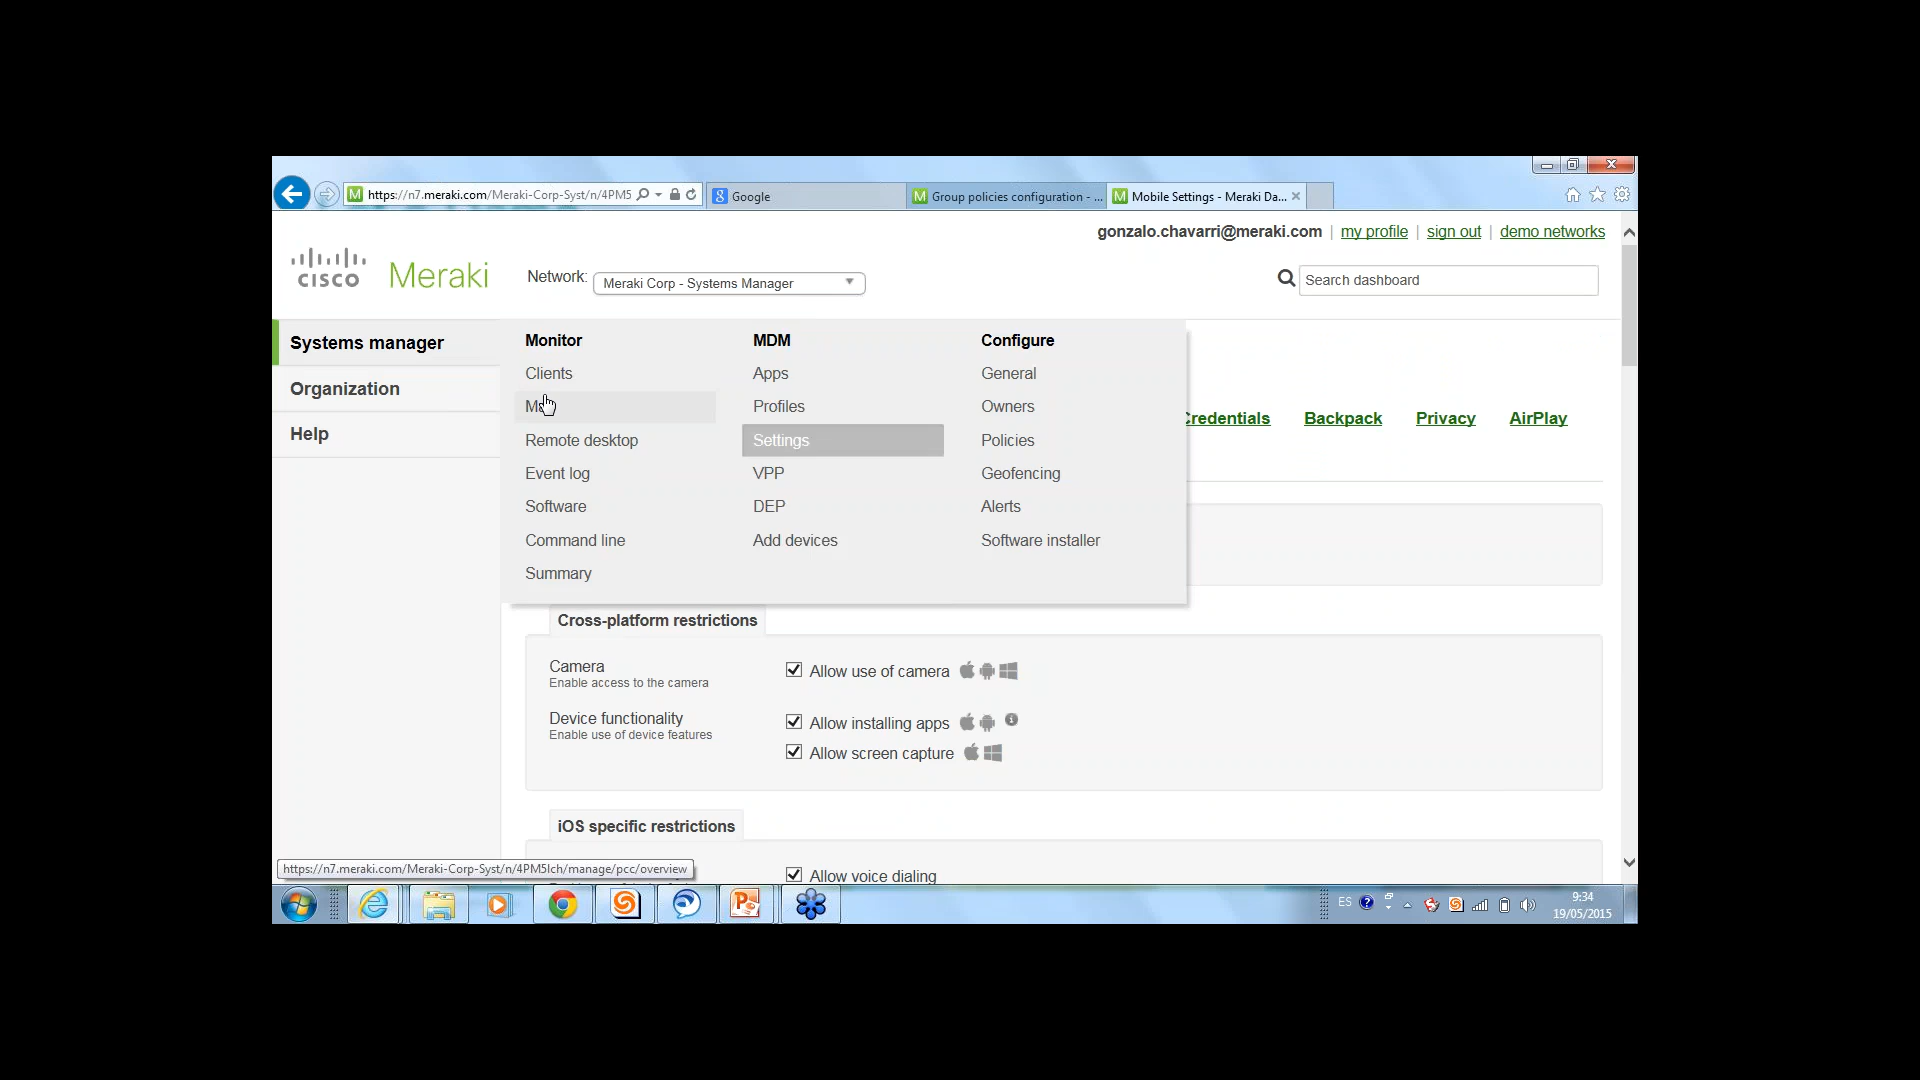 https://n7.meraki.com/Meraki-Corp-Syst/n/4PM5
Google
Group policies configuration - ...
Mobile Settings - Meraki Da...
gonzalo.chavarri@meraki.com | my profile | sign out | demo networks
CISCO Meraki
Network: Meraki Corp - Systems Manager
Search dashboard
Systems manager
Organization
Help
Monitor
Clients
Remote desktop
Event log
Software
Command line
Summary
MDM
Apps
Profiles
Settings
VPP
DEP
Add devices
Configure
General
Owners
Policies
Geofencing
Alerts
Software installer
Credentials Backpack Privacy AirPlay
Cross-platform restrictions
Camera
Enable access to the camera
Allow use of camera
Device functionality
Enable use of device features
Allow installing apps
Allow screen capture
iOS specific restrictions
Allow voice dialing
https://n7.meraki.com/Meraki-Corp-Syst/n/4PM5lch/manage/pcc/overview
ES
9:34
19/05/2015